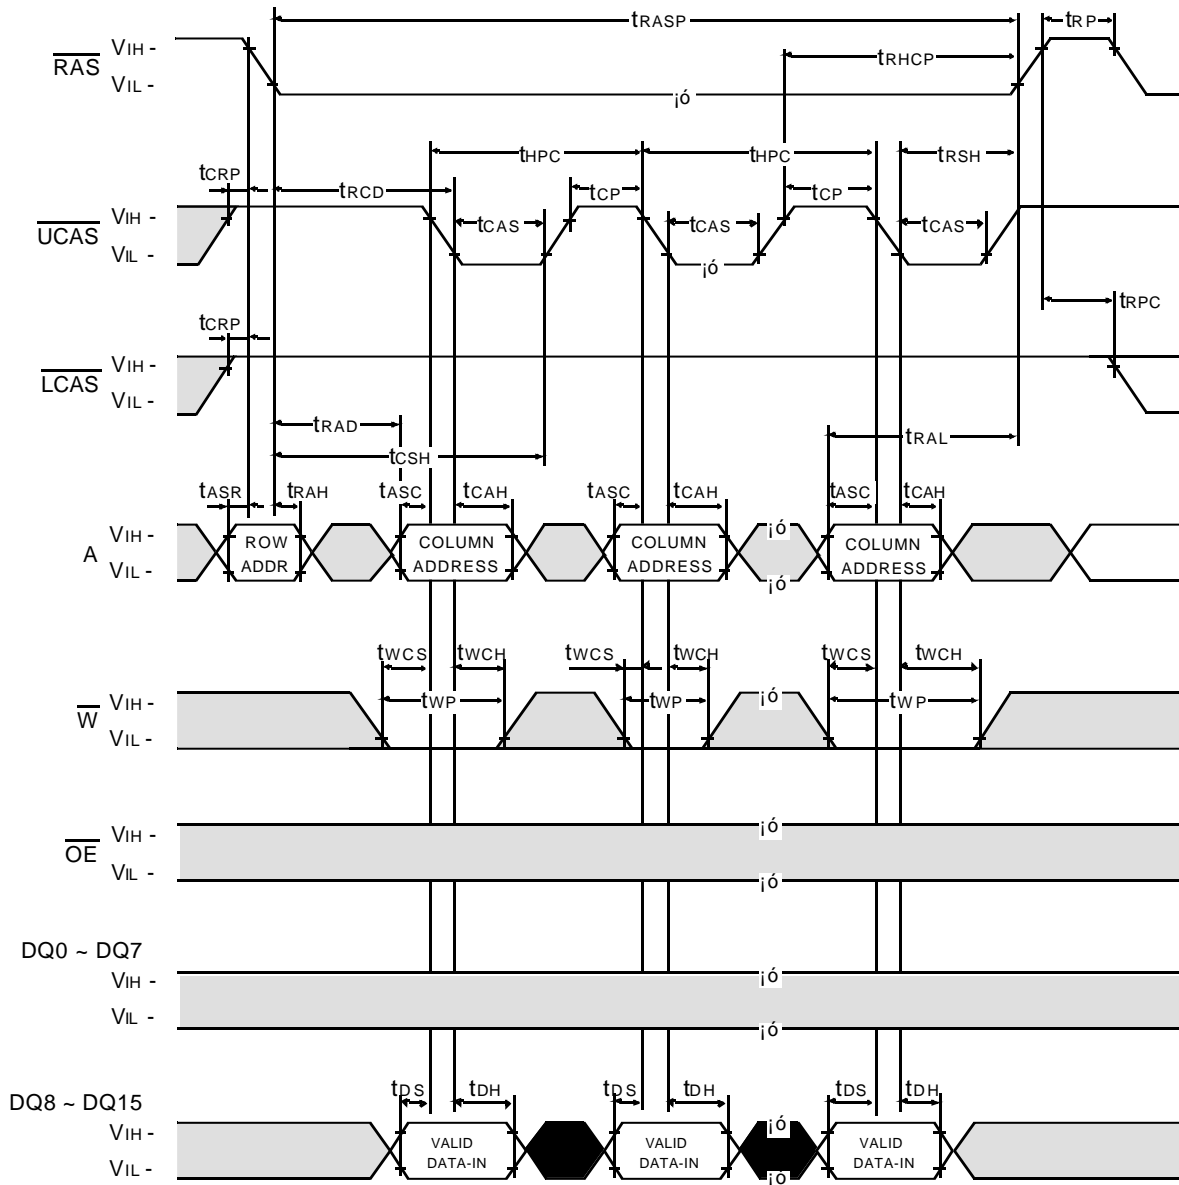 tRASP tRP
RAS VIH -
VIL -
tRHCP
¡ó
tHPC tHPC tRSH
tCRP tRCD tCP tCP
UCAS VIH -
VIL -
tCAS tCAS tCAS
¡ó
tCRP tRPC
LCAS VIH -
VIL -
tRAD tRAL
tCSH
tASR tRAH tASC tCAH tASC tCAH tASC tCAH
A VIH -
VIL -
ROW ADDR
COLUMN ADDRESS
COLUMN ADDRESS
¡ó
¡ó
COLUMN ADDRESS
tWCS tWCH tWCS tWCH tWCS tWCH
tWP tWP tWP
W VIH -
VIL -
¡ó
OE VIH -
VIL -
¡ó
¡ó
DQ0 ~ DQ7
VIH -
VIL -
¡ó
¡ó
DQ8 ~ DQ15
tDS tDH tDS tDH tDS tDH
VIH -
VIL -
VALID DATA-IN
VALID DATA-IN
¡ó
¡ó
VALID DATA-IN